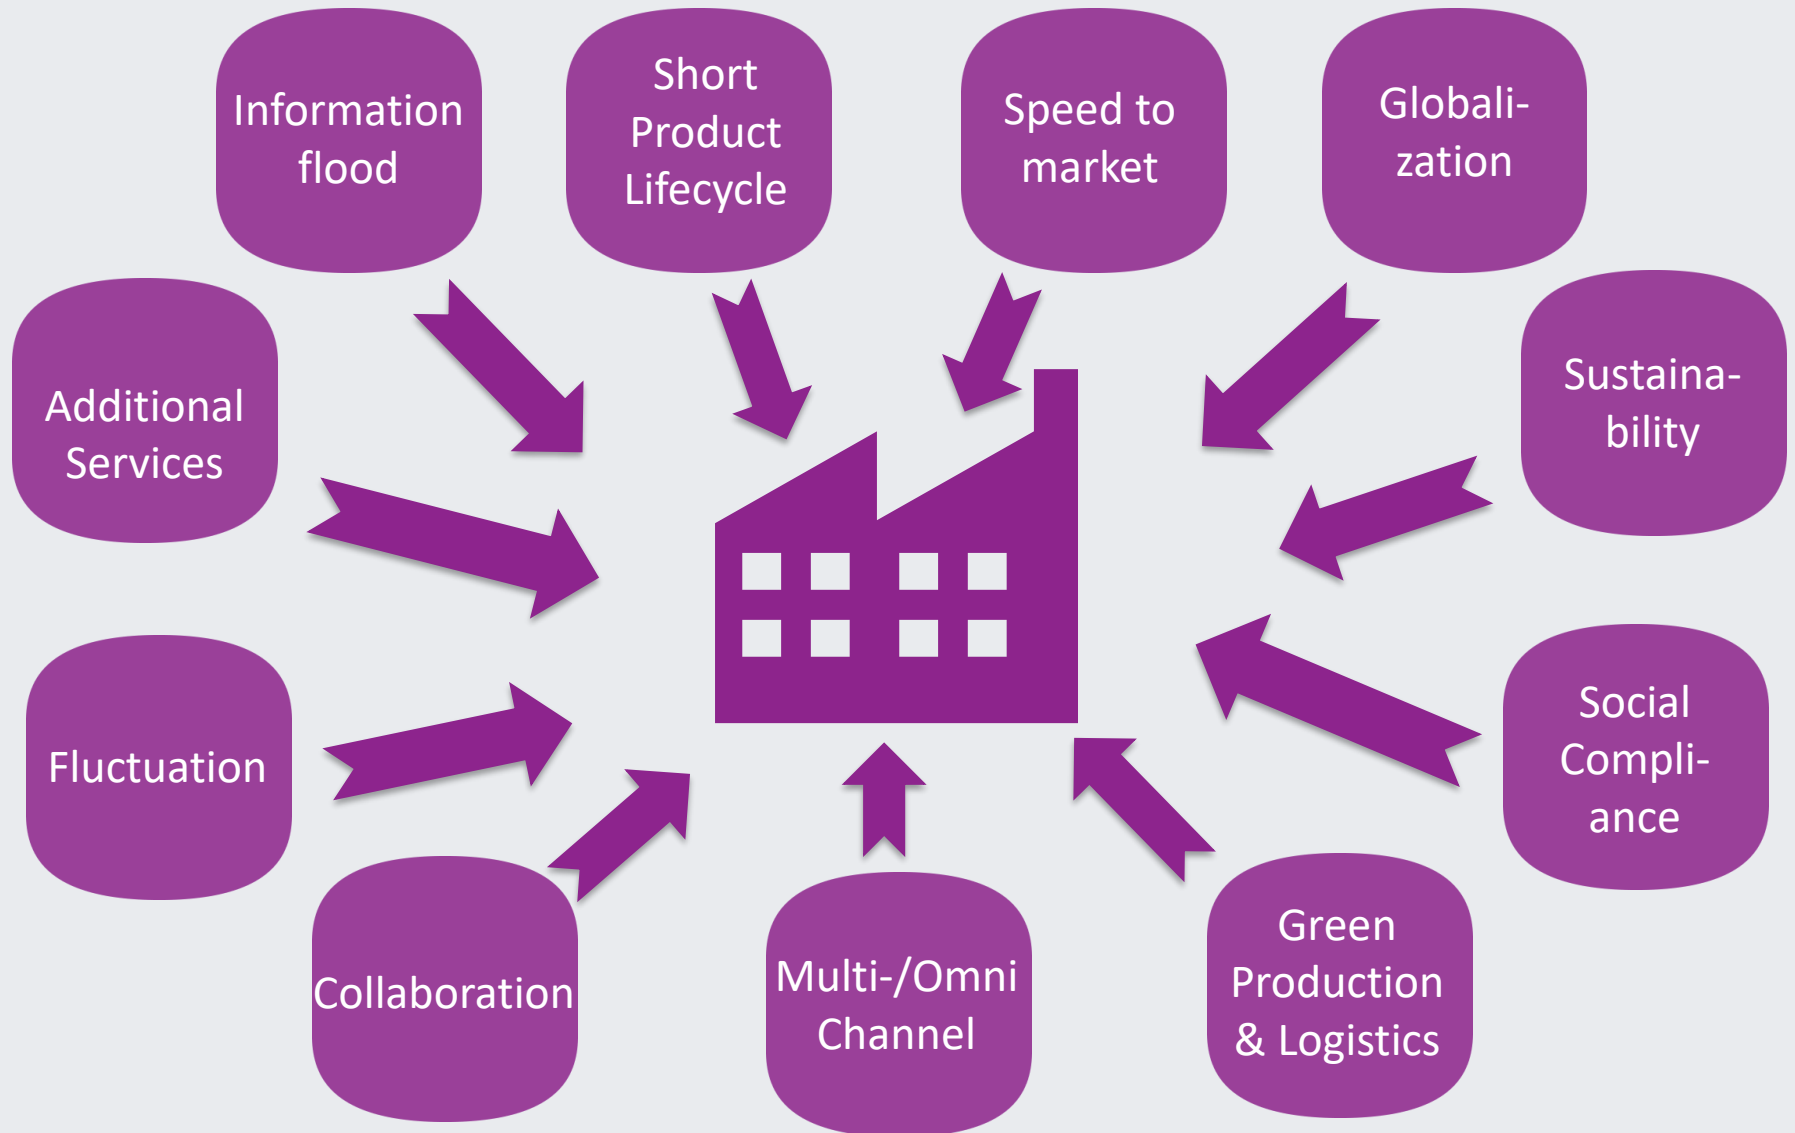 Information
flood
Short
Product
Lifecycle
Speed to
market
Globali-
zation
Additional
Services
Sustaina-
bility
Fluctuation
Social
Compli-
ance
Collaboration
Multi-/Omni
Channel
Green
Production
& Logistics